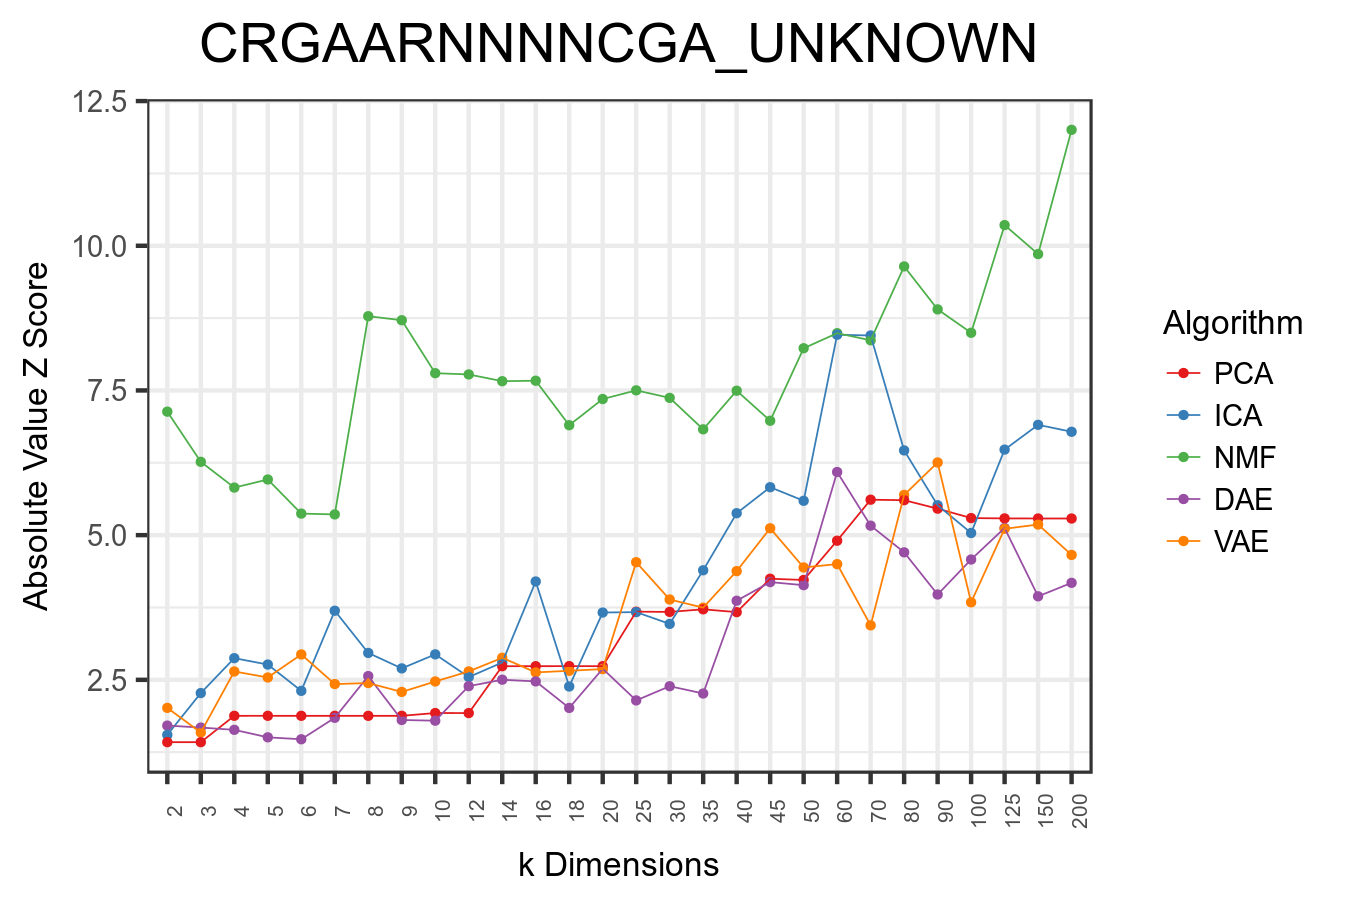 CRGAARNNNNCGA_UNKNOWN
12.5
10.0
7.5
5.0
2.5
Absolute Value Z Score
2 3 4 5 6 7 8 9 10 12 14 16 18 20 25 30 35 40 45 50 60 70 80 90 100 125 150 200
k Dimensions
Algorithm
PCA
ICA
NMF
DAE
VAE